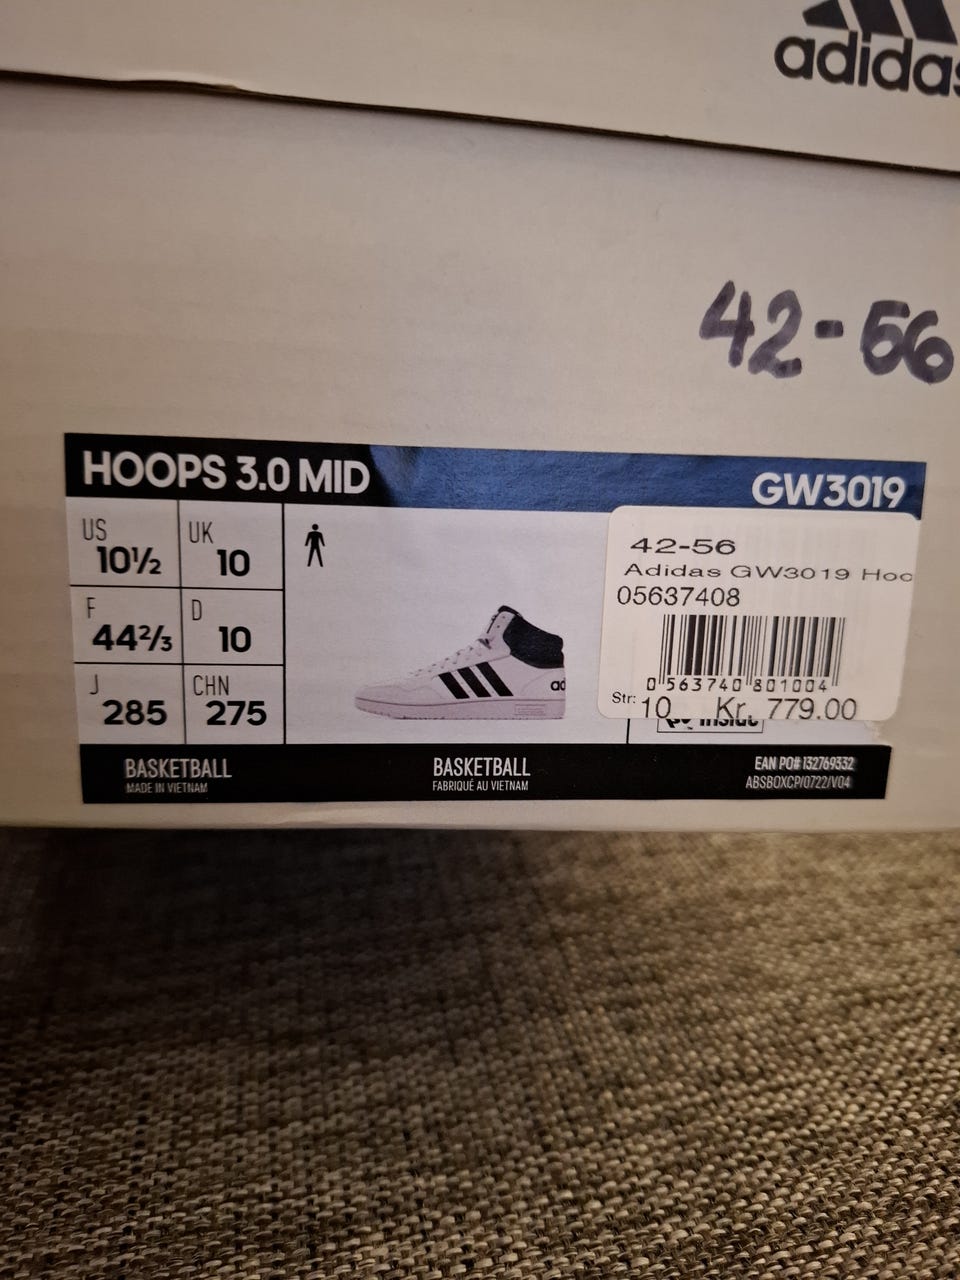 adidas
42-56
HOOPS 3.0 MID
GW3019
US
10½
UK
10
F
44⅔
D
10
J
285
CHN
275
ad
42-56
Adidas GW3019 Hoo
05637408
0 563740 801004
Str: 10 Kr. 779.00
BASKETBALL
MADE IN VIETNAM
BASKETBALL
FABRIQUÉ AU VIETNAM
EAN PO# 132769332
ABSBOXCP/0722/V04